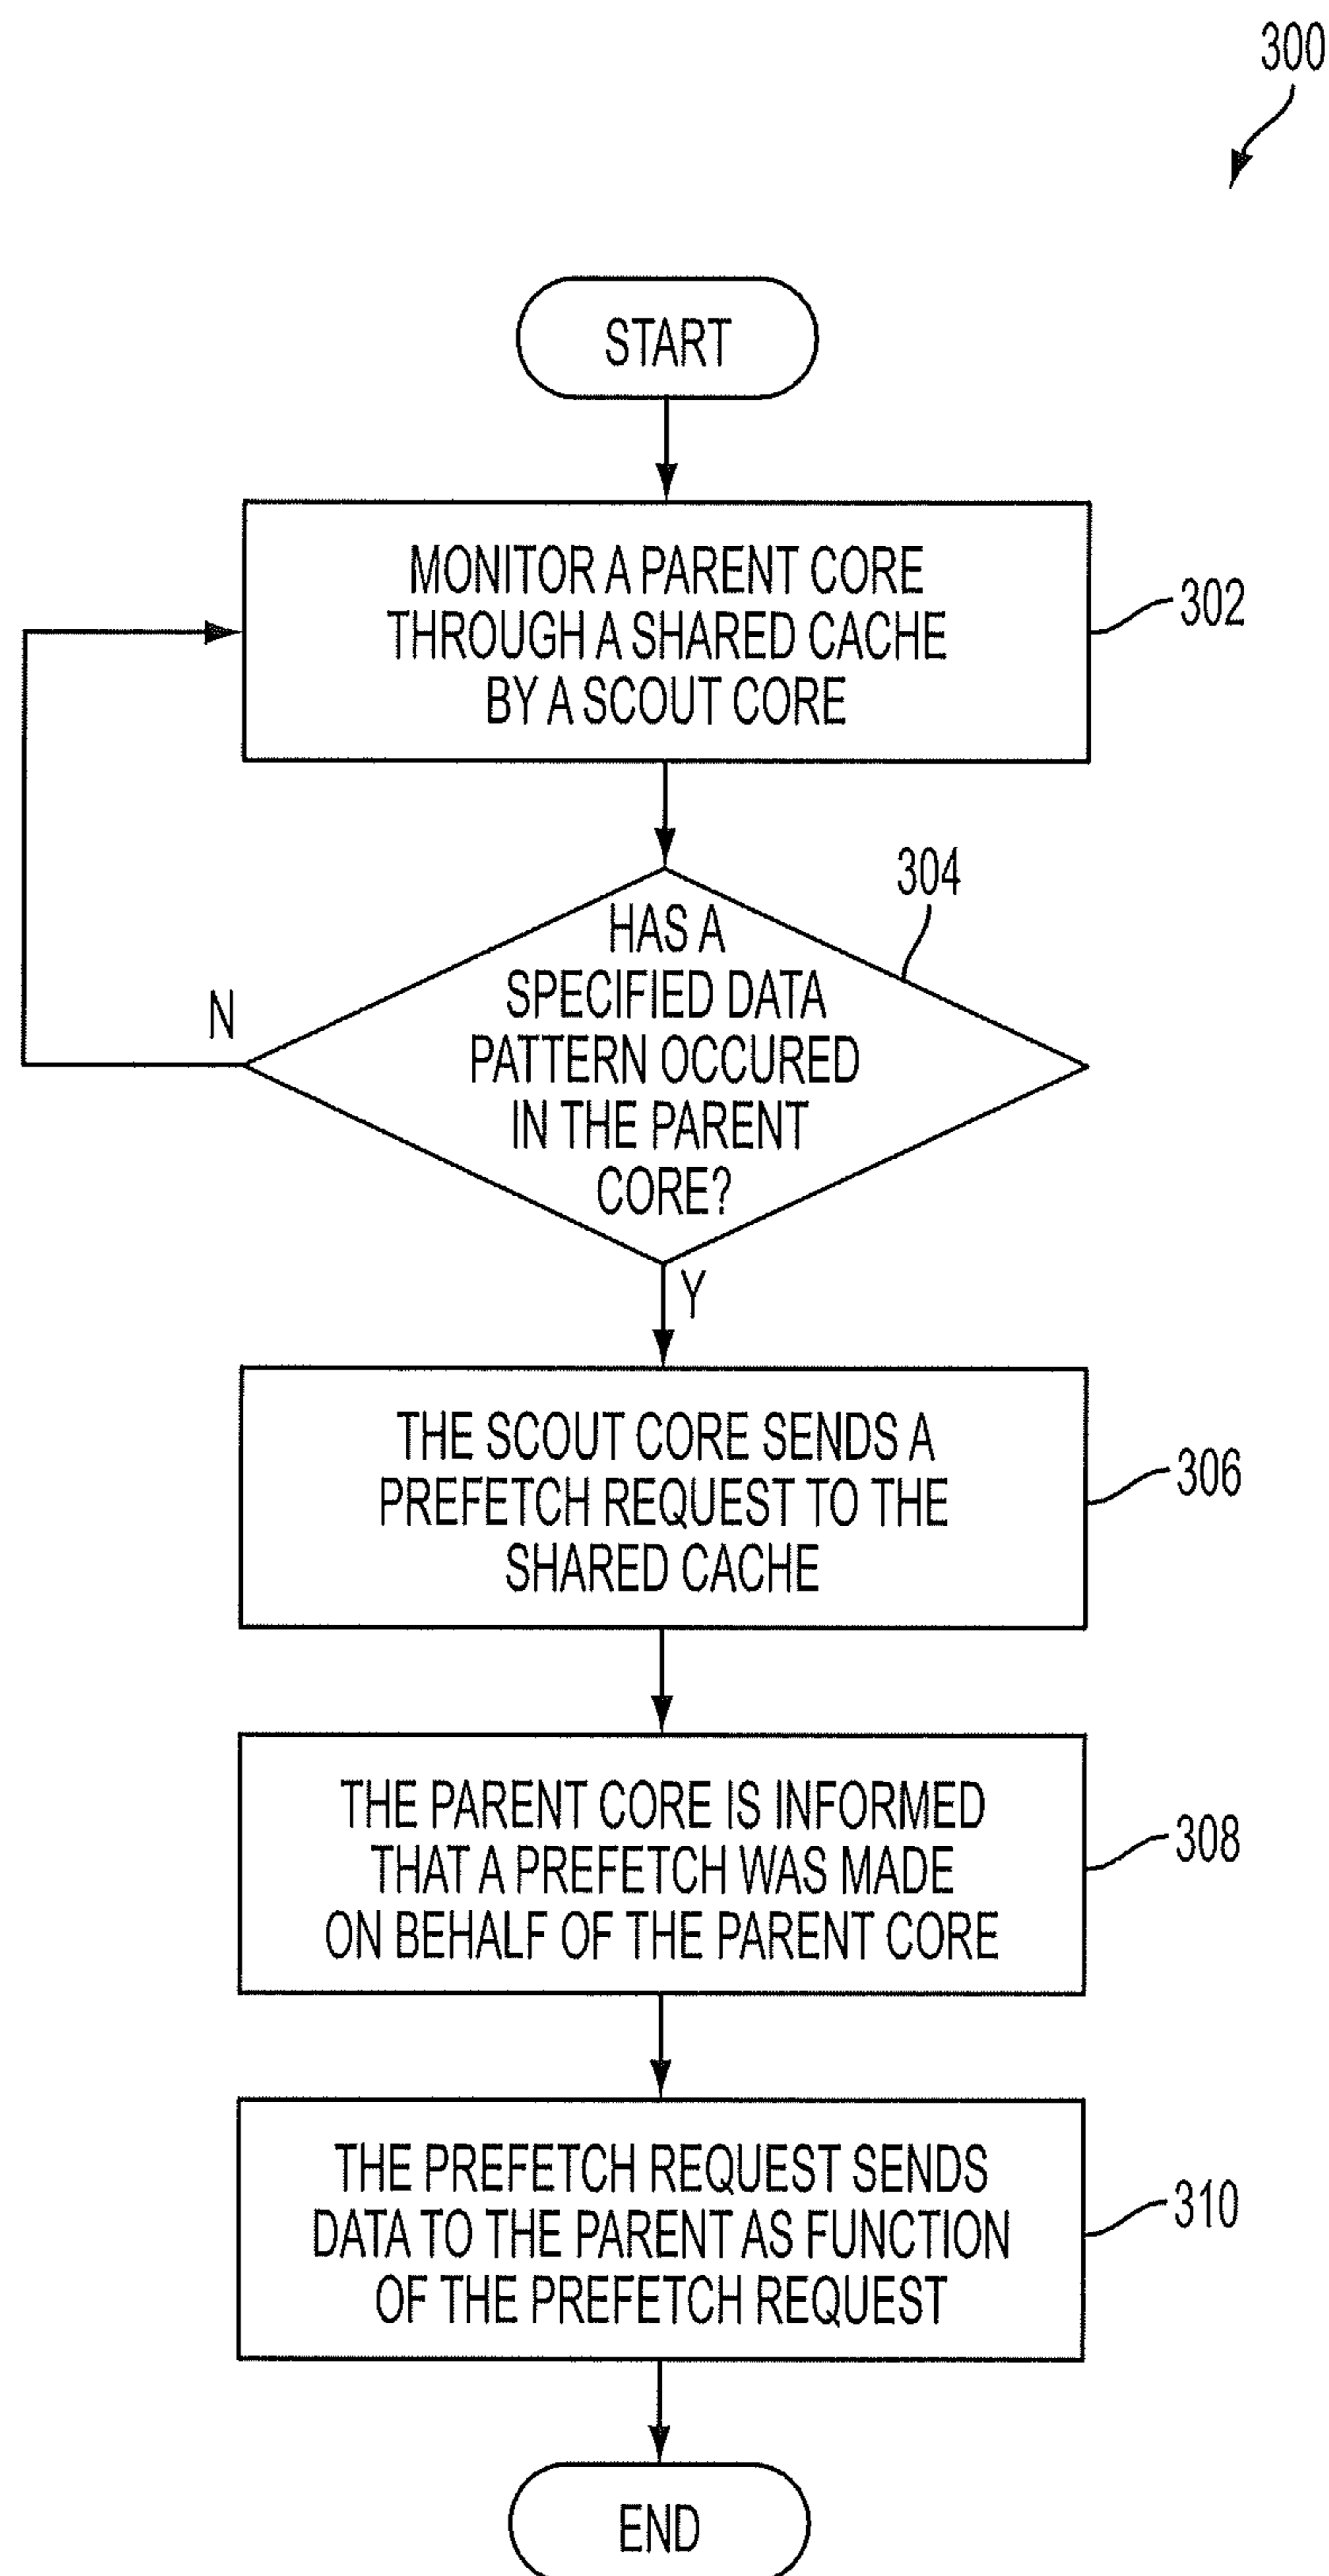 300
START
MONITOR A PARENT CORE
THROUGH A SHARED CACHE
BY A SCOUT CORE
302
304
HAS A
SPECIFIED DATA
PATTERN OCCURED
IN THE PARENT
CORE?
N
Y
THE SCOUT CORE SENDS A
PREFETCH REQUEST TO THE
SHARED CACHE
306
THE PARENT CORE IS INFORMED
THAT A PREFETCH WAS MADE
ON BEHALF OF THE PARENT CORE
308
THE PREFETCH REQUEST SENDS
DATA TO THE PARENT AS FUNCTION
OF THE PREFETCH REQUEST
310
END